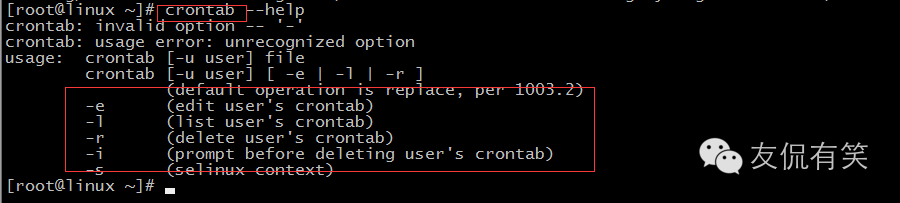 [root@linux ~]# crontab --help
crontab: invalid option -- '-'
crontab: usage error: unrecognized option
usage:  crontab [-u user] file
        crontab [-u user] [ -e | -l | -r ]
                (default operation is replace, per 1003.2)
        -e      (edit user's crontab)
        -l      (list user's crontab)
        -r      (delete user's crontab)
        -i      (prompt before deleting user's crontab)
        -s      (selinux context)
[root@linux ~]#
友侃有笑